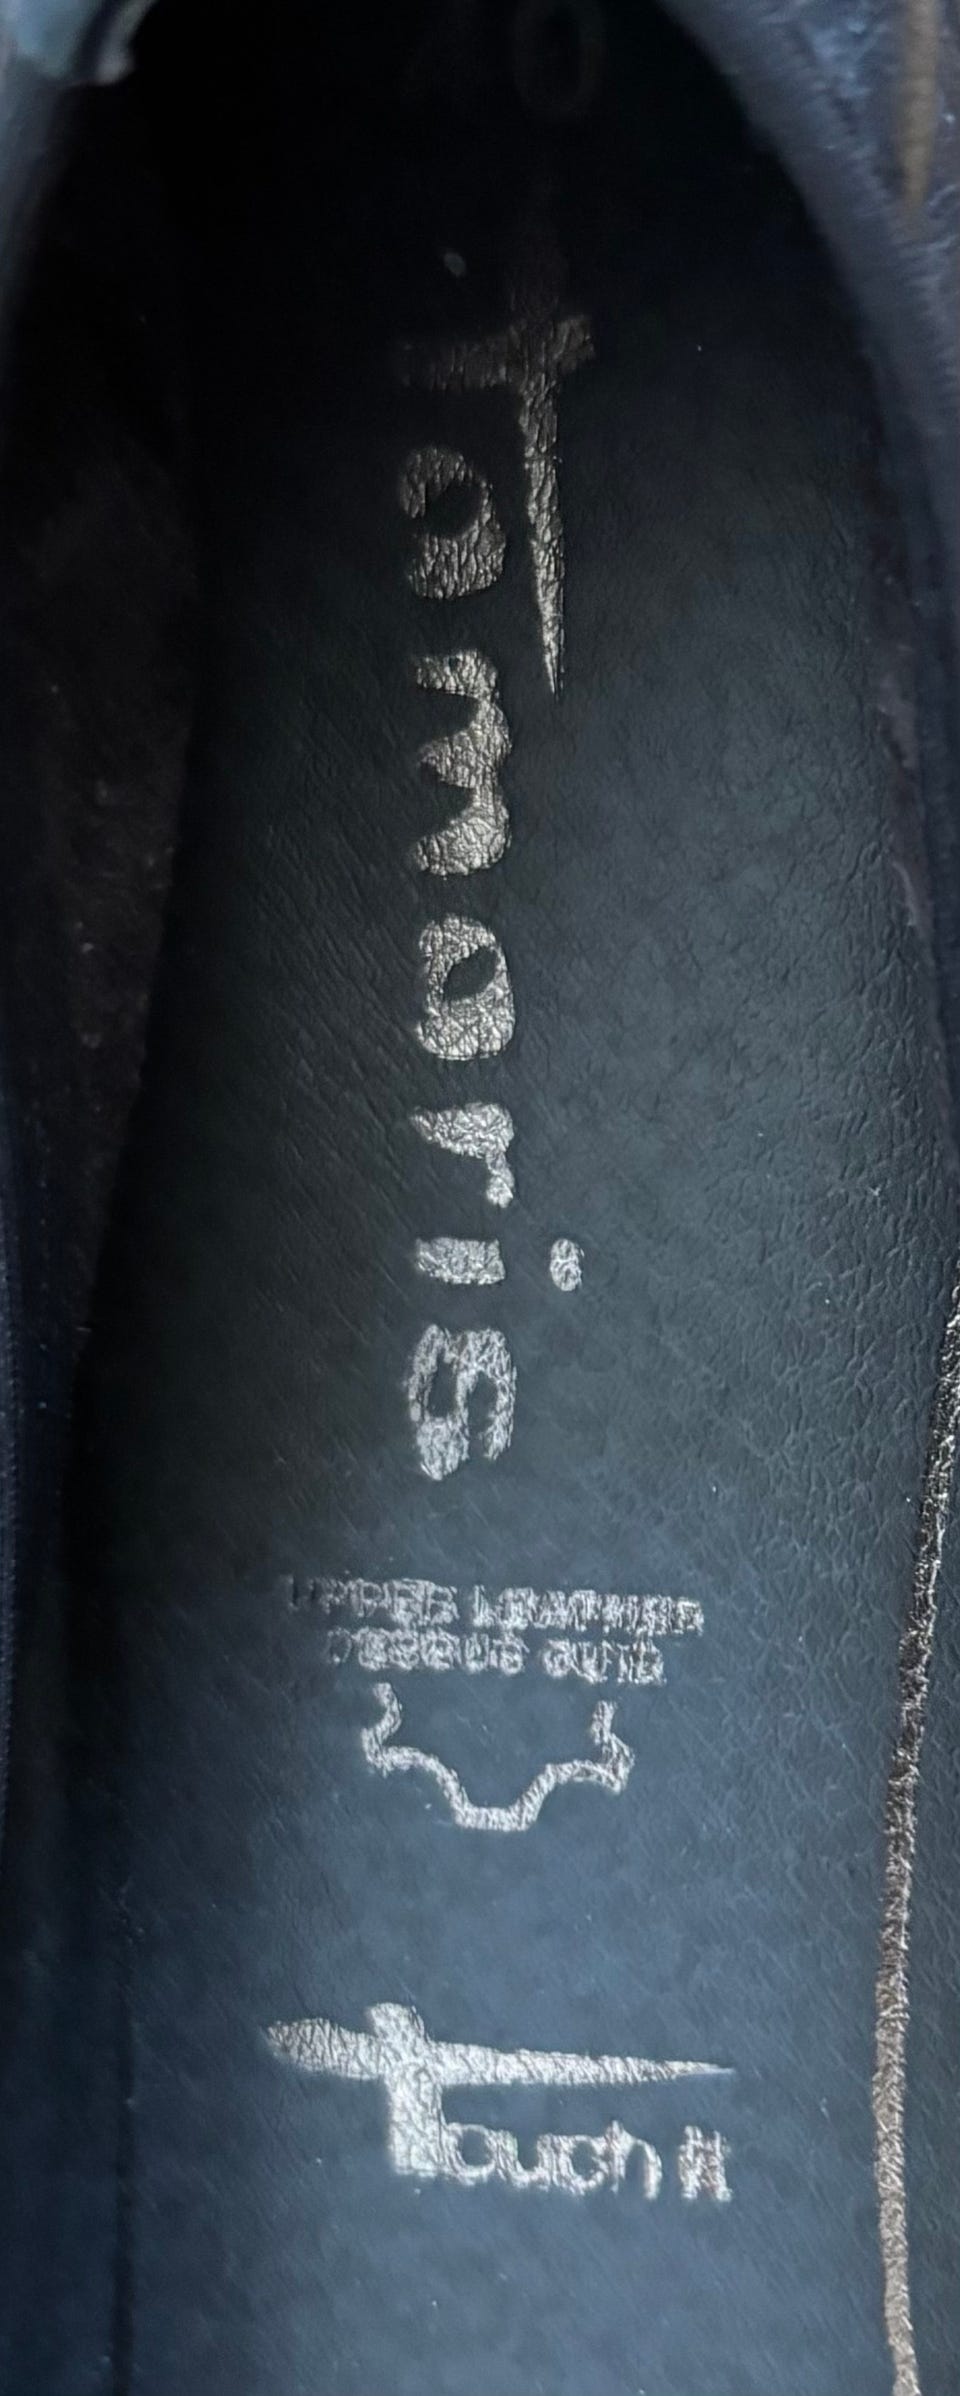 Tamaris
UPPER LEATHER
DESSUS CUIR
Touch it